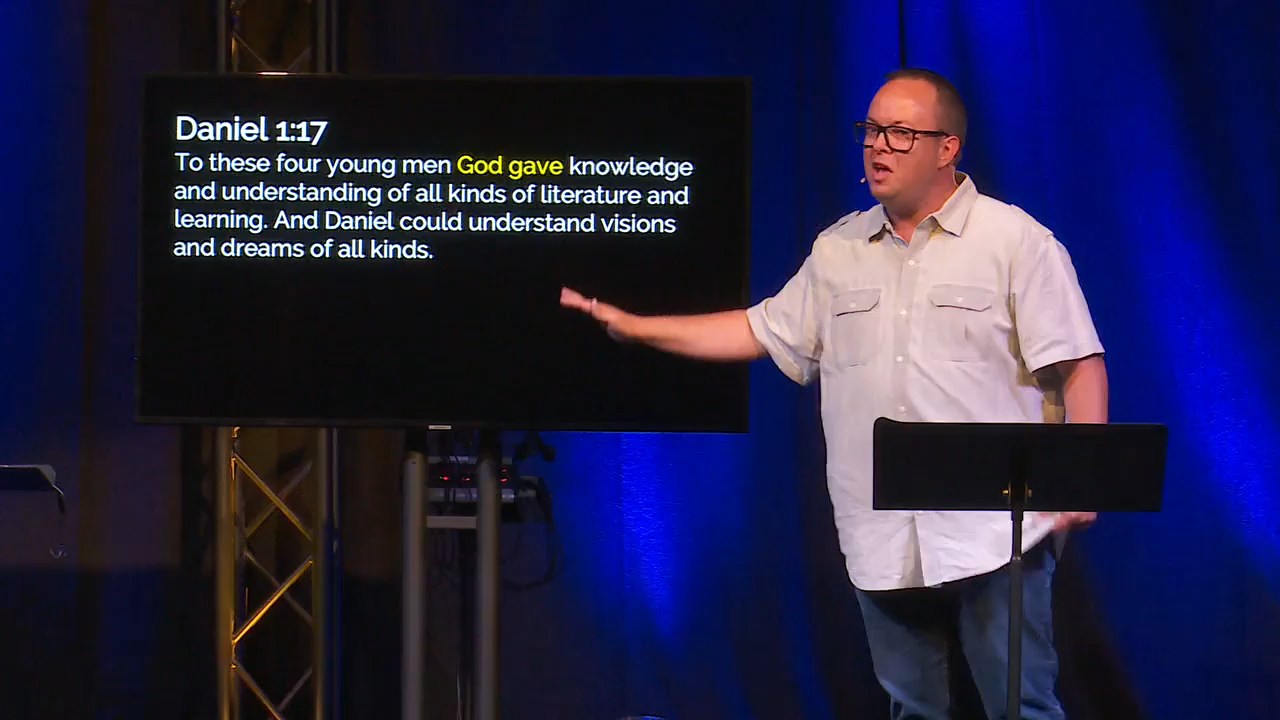 Daniel 1:17
To these four young men God gave knowledge
and understanding of all kinds of literature and
learning. And Daniel could understand visions
and dreams of all kinds.